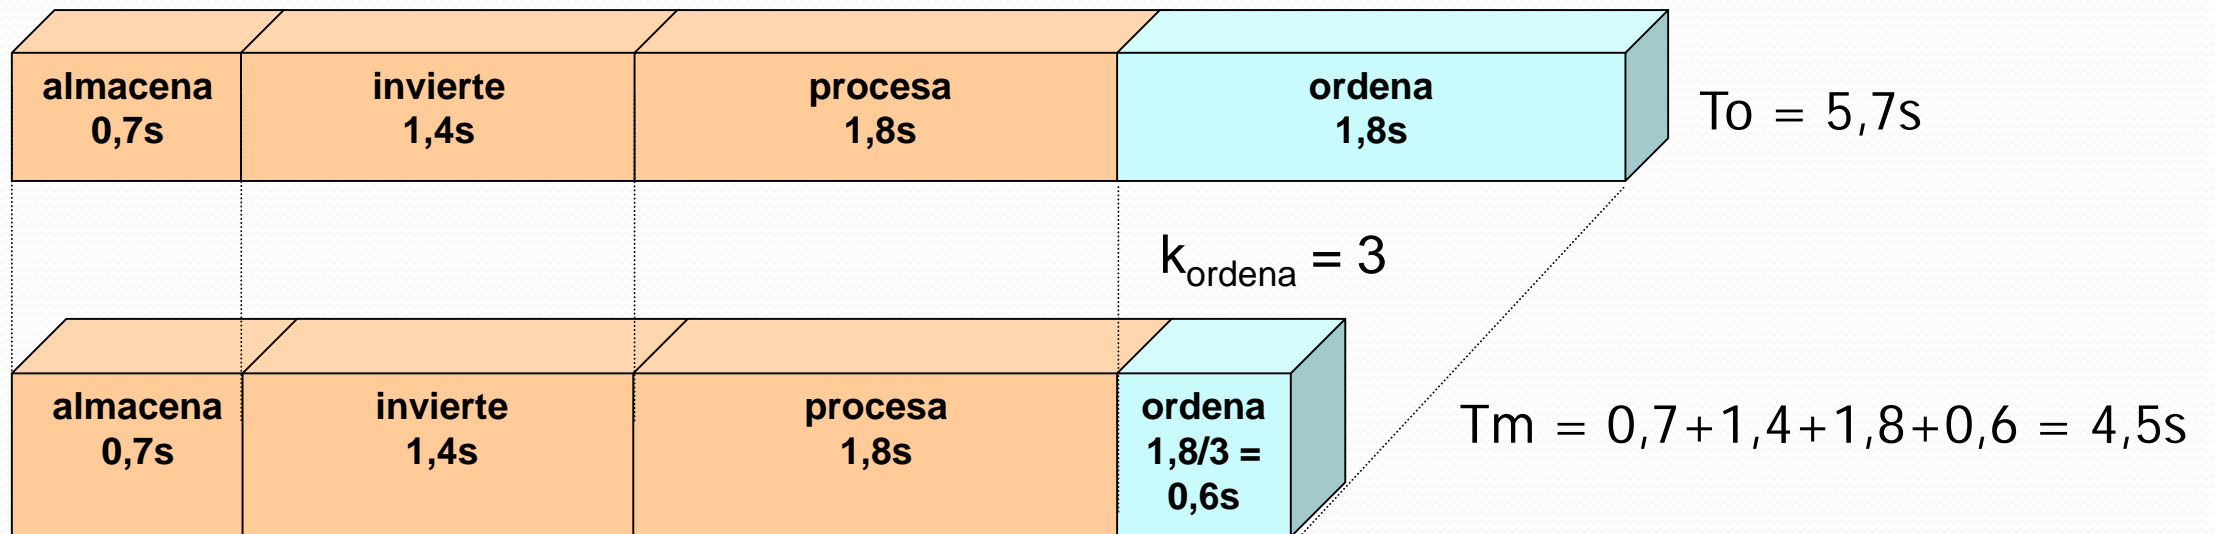 almacena
0,7s
invierte
1,4s
procesa
1,8s
ordena
1,8s
To = 5,7s
kordena = 3
almacena
0,7s
invierte
1,4s
procesa
1,8s
ordena
1,8/3 =
0,6s
Tm = 0,7+1,4+1,8+0,6 = 4,5s